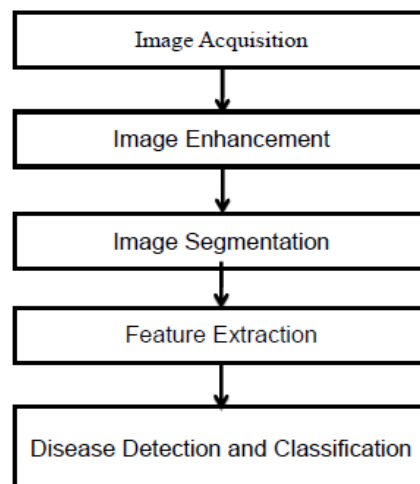 Image Acquisition
Image Enhancement
Image Segmentation
Feature Extraction
Disease Detection and Classification